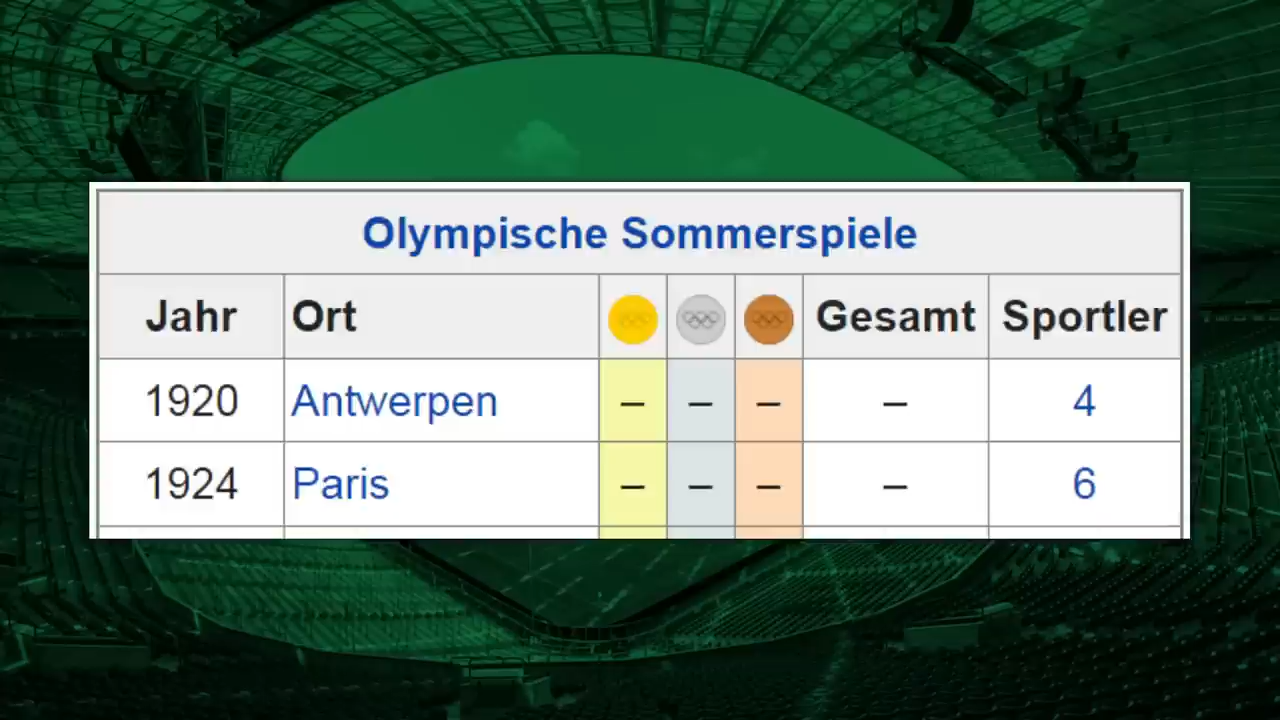 Olympische Sommerspiele
Jahr Ort Gesamt Sportler
1920 Antwerpen – – – – 4
1924 Paris – – – – 6